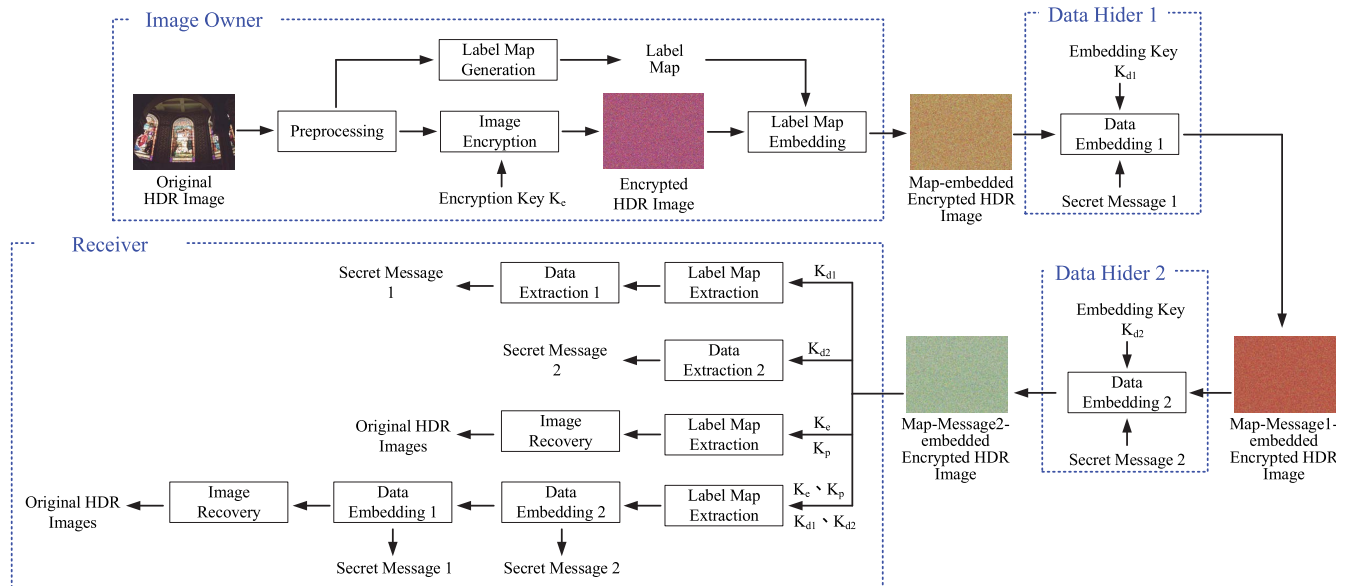 Image Owner
Label Map
Generation
Label
Map
Preprocessing
Image
Encryption
Label Map
Embedding
Original
HDR Image
Encryption Key Ke
Encrypted
HDR Image
Map-embedded
Encrypted HDR
Image
Data Hider 1
Embedding Key
Kd1
Data
Embedding 1
Secret Message 1
Data Hider 2
Embedding Key
Kd2
Data
Embedding 2
Secret Message 2
Map-Message1-
embedded
Encrypted HDR
Image
Map-Message2-
embedded
Encrypted HDR
Image
Receiver
Kd1
Label Map
Extraction
Data
Extraction 1
Secret Message
1
Kd2
Data
Extraction 2
Secret Message
2
Ke
Kp
Label Map
Extraction
Image
Recovery
Original HDR
Images
Ke、Kp
Kd1、Kd2
Label Map
Extraction
Data
Embedding 2
Data
Embedding 1
Image
Recovery
Original HDR
Images
Secret Message 1
Secret Message 2